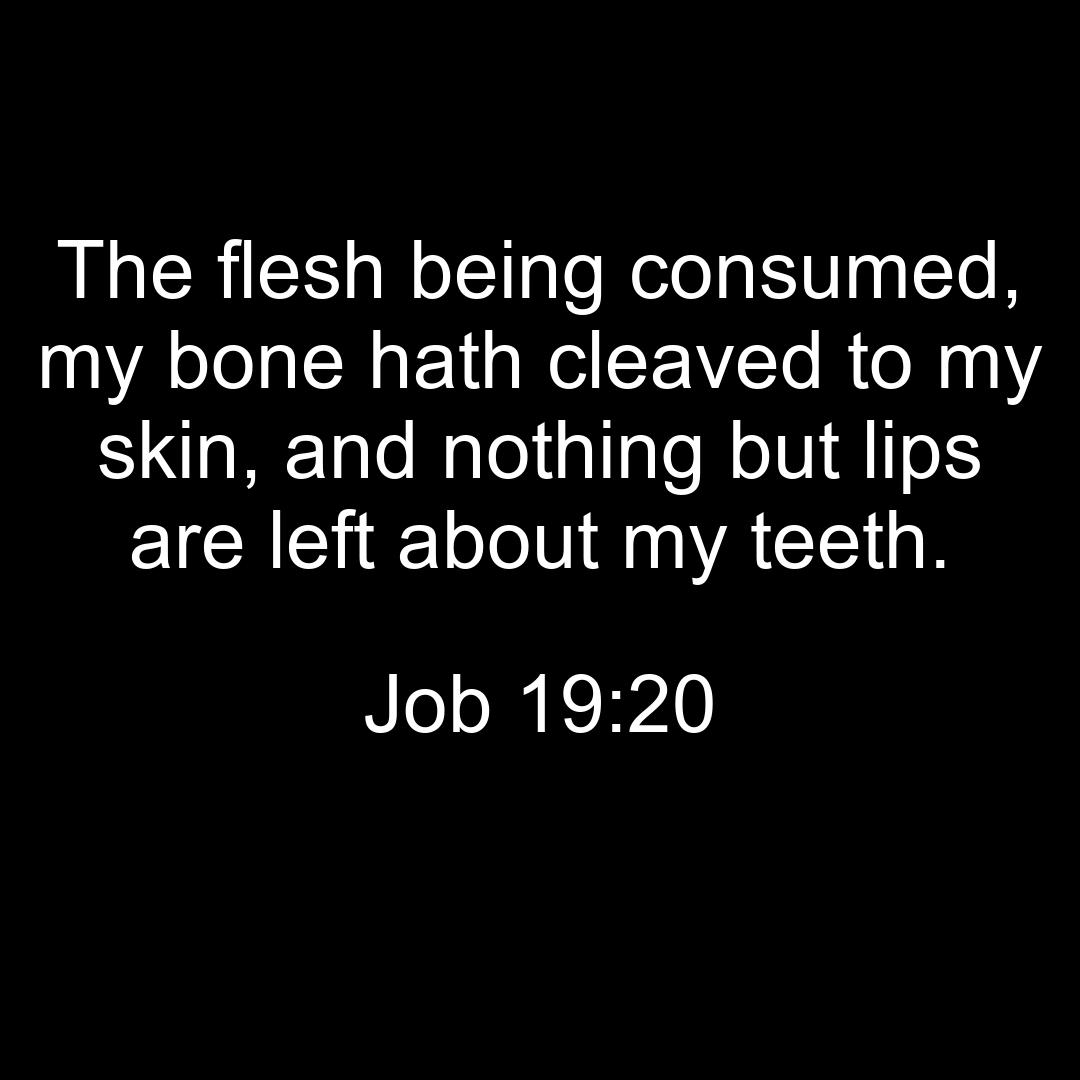 The flesh being consumed,
my bone hath cleaved to my
skin, and nothing but lips
are left about my teeth.
Job 19:20